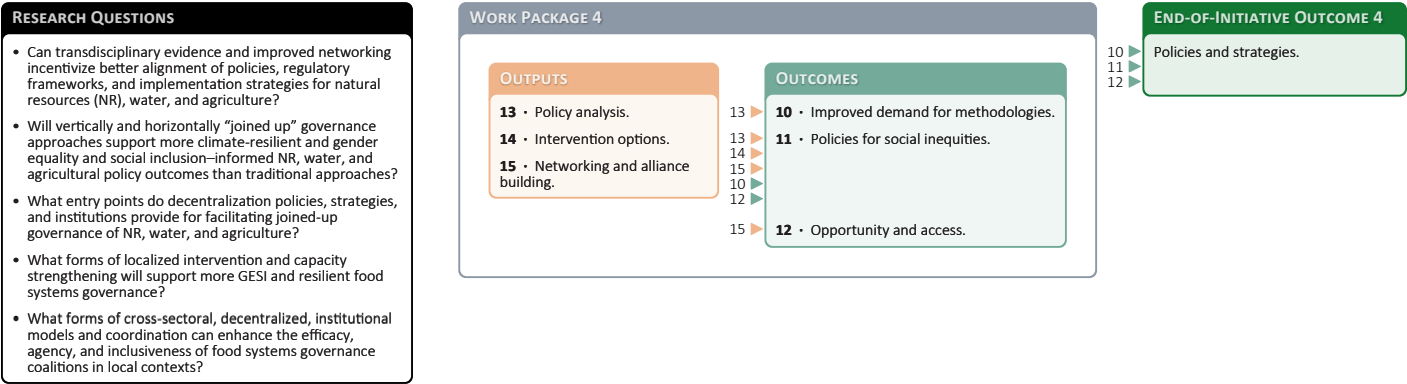 RESEARCH QUESTIONS
• Can transdisciplinary evidence and improved networking
incentivize better alignment of policies, regulatory
frameworks, and implementation strategies for natural
resources (NR), water, and agriculture?
• Will vertically and horizontally “joined up” governance
approaches support more climate-resilient and gender
equality and social inclusion–informed NR, water, and
agricultural policy outcomes than traditional approaches?
• What entry points do decentralization policies, strategies,
and institutions provide for facilitating joined-up
governance of NR, water, and agriculture?
• What forms of localized intervention and capacity
strengthening will support more GESI and resilient food
systems governance?
• What forms of cross-sectoral, decentralized, institutional
models and coordination can enhance the efficacy,
agency, and inclusiveness of food systems governance
coalitions in local contexts?
WORK PACKAGE 4
OUTPUTS
13 · Policy analysis.
14 · Intervention options.
15 · Networking and alliance
building.
OUTCOMES
13
10 · Improved demand for methodologies.
13
11 · Policies for social inequities.
14
15
10
12
15
12 · Opportunity and access.
END-OF-INITIATIVE OUTCOME 4
10
Policies and strategies.
11
12